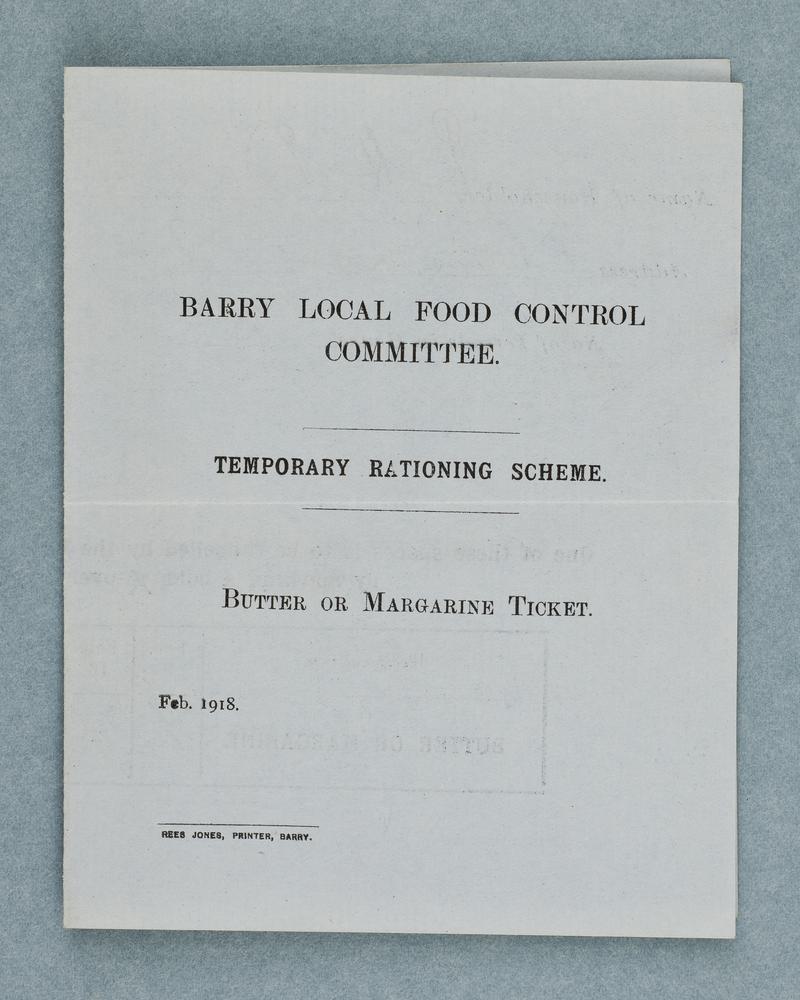 BARRY LOCAL FOOD CONTROL
COMMITTEE.
TEMPORARY RATIONING SCHEME.
BUTTER OR MARGARINE TICKET.
Feb. 1918.
REES JONES, PRINTER, BARRY.